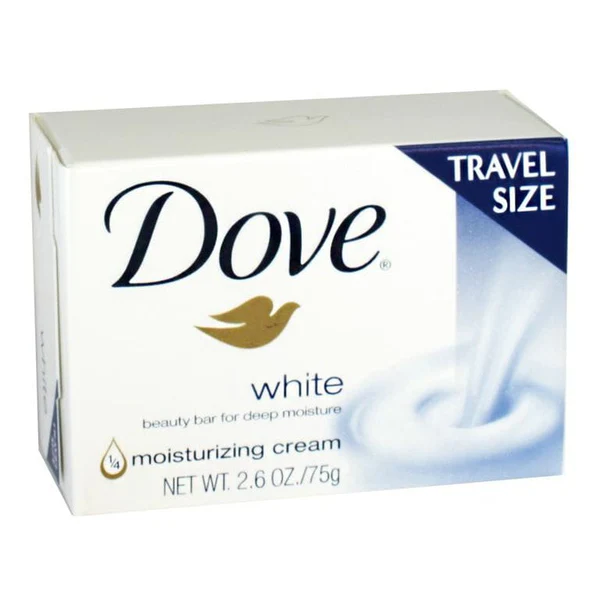 TRAVEL
SIZE
Dove®
white
beauty bar for deep moisture
1/4 moisturizing cream
NET WT. 2.6 OZ./75g
white